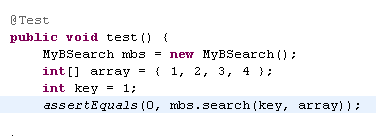 @Test
public void test() {
MyBSearch mbs = new MyBSearch();
int[] array = { 1, 2, 3, 4 };
int key = 1;
assertEquals(0, mbs.search(key, array));